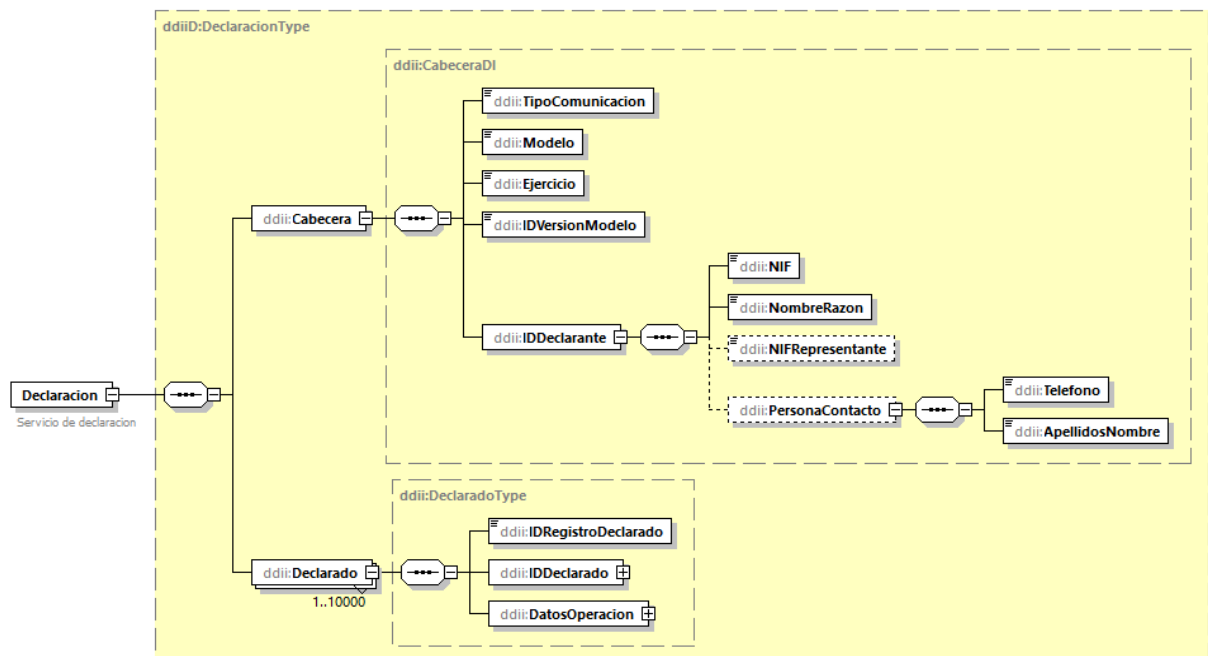 ddiiD:DeclaracionType
ddii:CabeceraDI
ddii:TipoComunicacion
ddii:Modelo
ddii:Ejercicio
ddii:Cabecera
ddii:IDVersionModelo
ddii:NIF
ddii:NombreRazon
ddii:IDDeclarante
ddii:NIFRepresentante
Declaracion
Servicio de declaracion
ddii:PersonaContacto
ddii:Telefono
ddii:ApellidosNombre
ddii:DeclaradoType
ddii:IDRegistroDeclarado
ddii:Declarado
1..10000
ddii:IDDeclarado
ddii:DatosOperacion